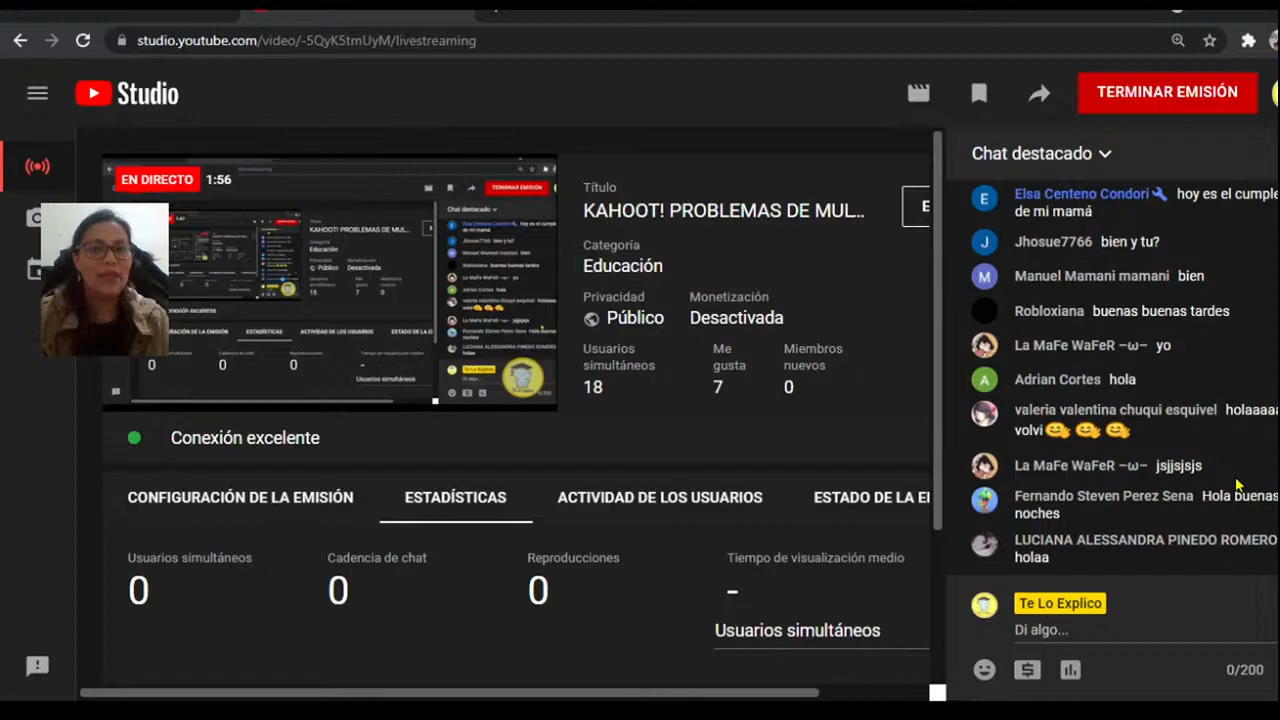 studio.youtube.com/video/-5QyK5tmUyM/livestreaming
Studio
TERMINAR EMISIÓN
EN DIRECTO 1:56
Título
KAHOOT! PROBLEMAS DE MUL...
Categoría
Educación
Privacidad Monetización
Público Desactivada
Usuarios simultáneos Me gusta Miembros nuevos
18 7 0
Conexión excelente
CONFIGURACIÓN DE LA EMISIÓN ESTADÍSTICAS ACTIVIDAD DE LOS USUARIOS ESTADO DE LA
Usuarios simultáneos Cadencia de chat Reproducciones Tiempo de visualización medio
0 0 0 -
Usuarios simultáneos
Chat destacado
Elsa Centeno Condori hoy es el cumple
de mi mamá
Jhosue7766 bien y tu?
Manuel Mamani mamani bien
Robloxiana buenas buenas tardes
La MaFe WaFeR –ω– yo
Adrian Cortes hola
valeria valentina chuqui esquivel
volvi
La MaFe WaFeR –ω– jsjjsjsjs
Fernando Steven Perez Sena Hola buenas
noches
LUCIANA ALESSANDRA PINEDO ROMERO
holaa
Te Lo Explico
Di algo...
0/200